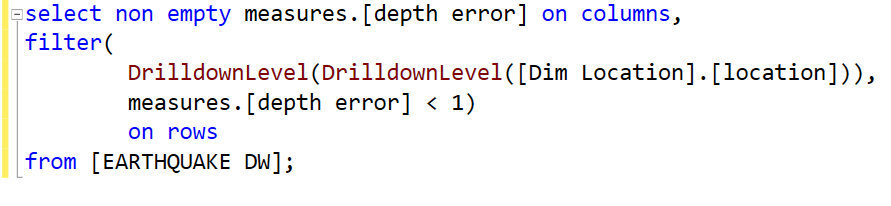 select non empty measures.[depth error] on columns,
filter(
DrilldownLevel(DrilldownLevel([Dim Location].[location])),
measures.[depth error] < 1)
on rows
from [EARTHQUAKE DW];